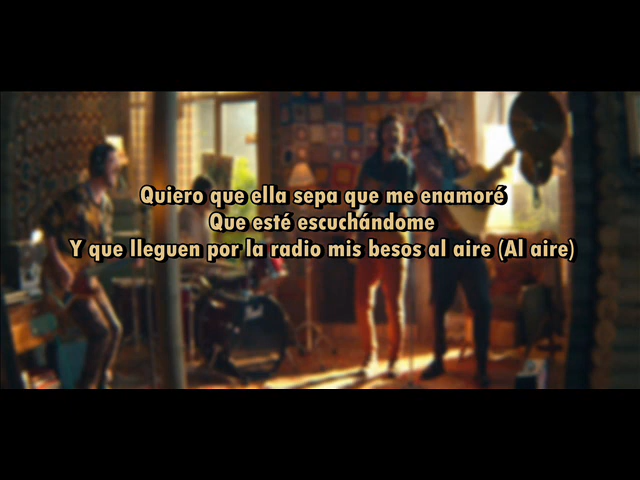 Quiero que ella sepa que me enamoré
Que esté escuchándome
Y que lleguen por la radio mis besos al aire (Al aire)